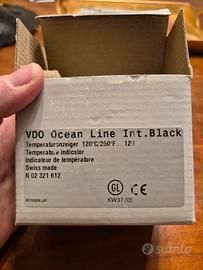 VDO Ocean Line Int.Black
Temperaturanzeiger 120°C/250°F 12V
Temperature indicator
Indicateur de température
Swiss made
N 02 321 612
GL
CE
KW37/05
subito